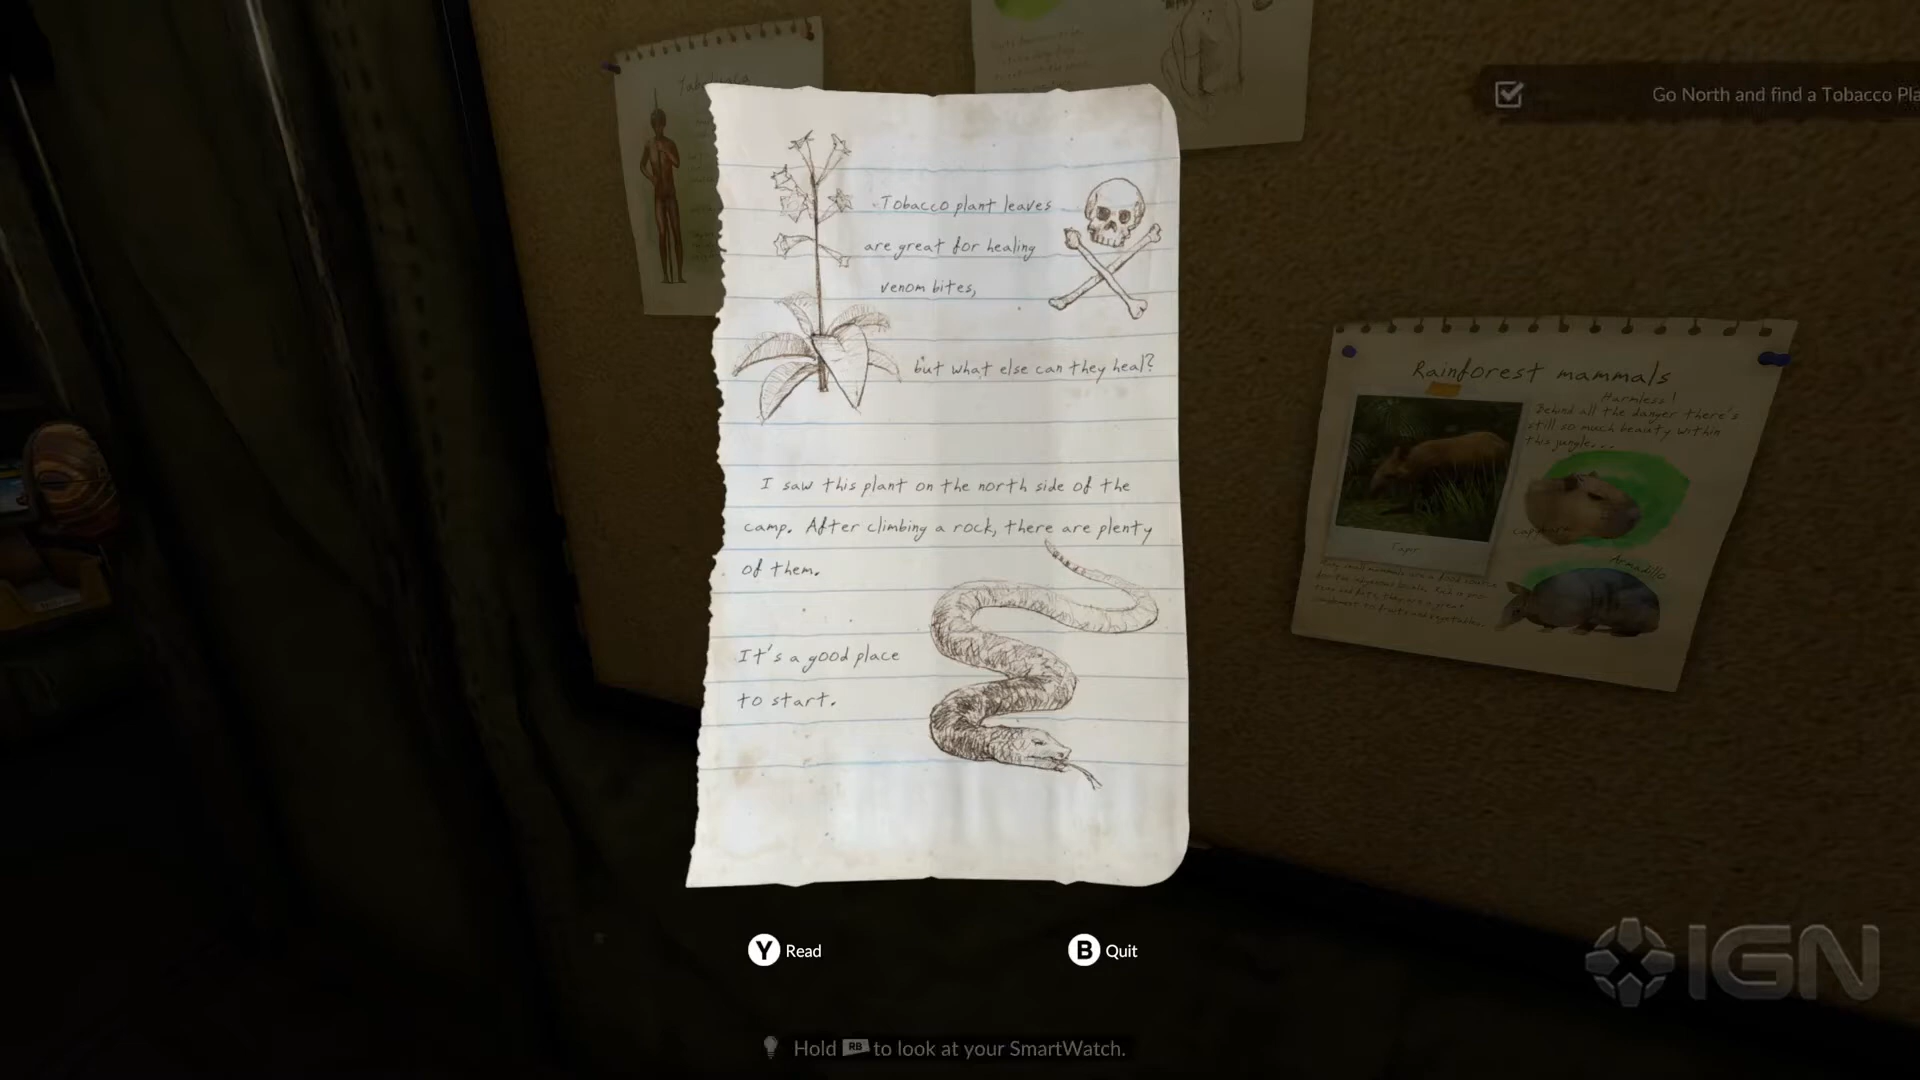 Go North and find a Tobacco Pla
Tobacco plant leaves
are great for healing
venom bites,
but what else can they heal?
I saw this plant on the north side of the
camp. After climbing a rock, there are plenty
of them.
It's a good place
to start.
Rainforest mammals
Harmless!
Behind all the danger there's
still so much beauty within
this jungle...
Tapir
Armadillo
Y Read
B Quit
IGN
Hold RB to look at your SmartWatch.